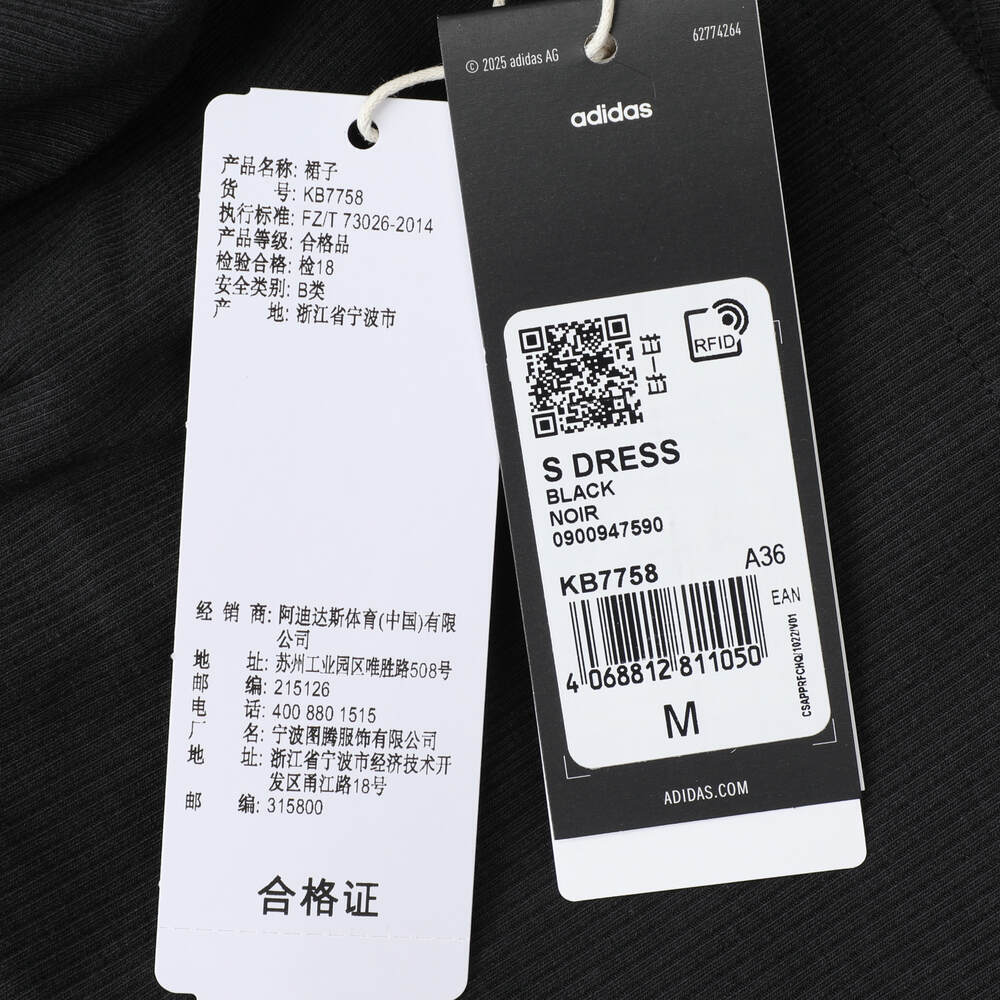 产品名称: 裙子
货 号: KB7758
执行标准: FZ/T 73026-2014
产品等级: 合格品
检验合格: 检18
安全类别: B类
产 地: 浙江省宁波市
经 销 商: 阿迪达斯体育(中国)有限
公司
地 址: 苏州工业园区唯胜路508号
邮 编: 215126
电 话: 400 880 1515
厂 名: 宁波图腾服饰有限公司
地 址: 浙江省宁波市经济技术开
发区甬江路18号
邮 编: 315800
合格证
© 2025 adidas AG
62774264
adidas
扫一扫
RFID
S DRESS
BLACK
NOIR
0900947590
KB7758
A36
EAN
4 068812 811050
CSAPPRFCHQ/1022/V01
M
ADIDAS.COM